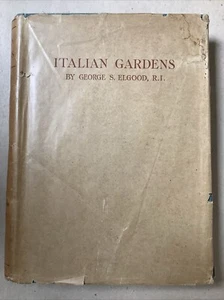 ITALIAN GARDENS
BY GEORGE S. ELGOOD, R.I.